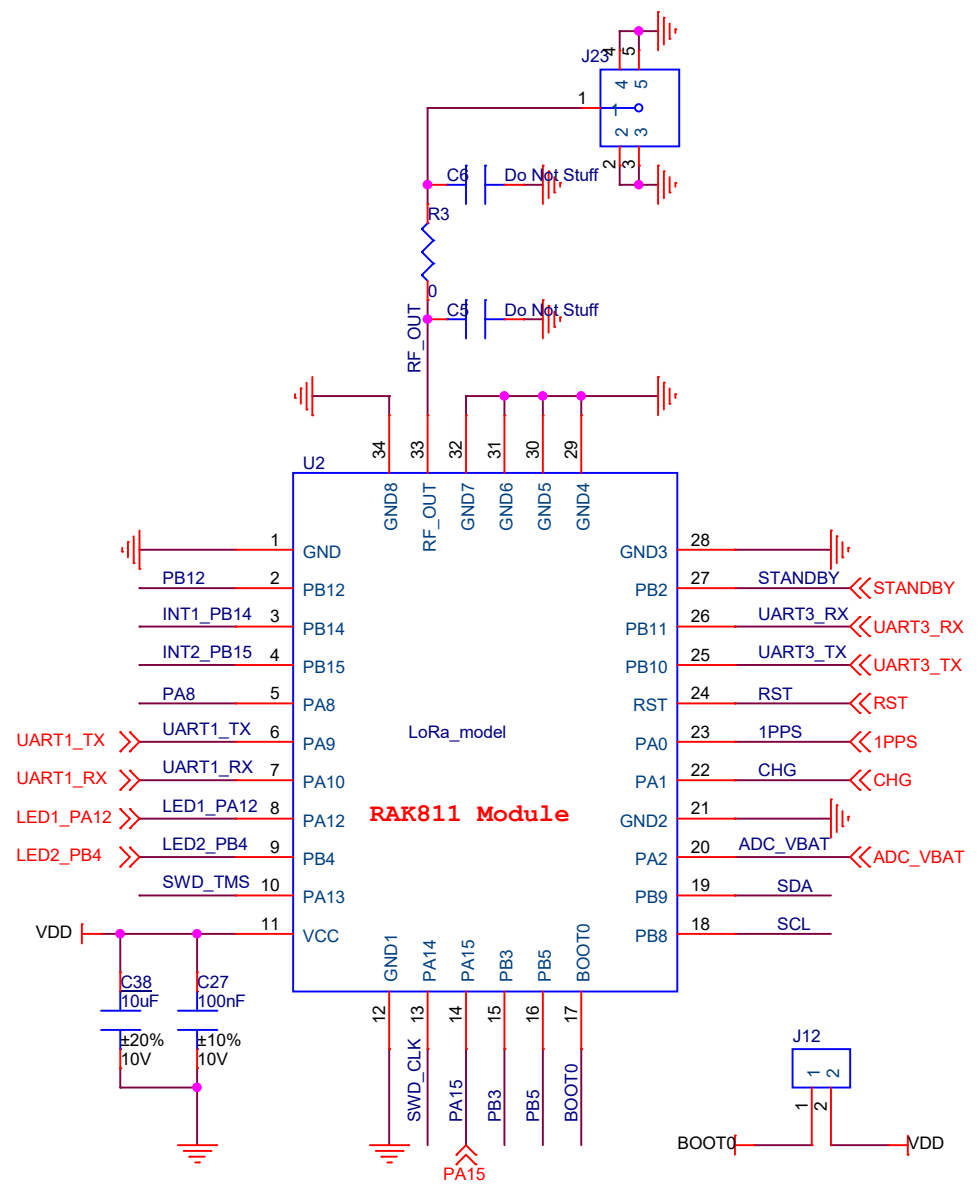 J23
4 5
4 5
1
1
2 3
2 3
C6 Do Not Stuff
R3
0
C5 Do Not Stuff
RF_OUT
34 33 32 31 30 29
U2
GND8 RF_OUT GND7 GND6 GND5 GND4
1 GND GND3 28
PB12 2 PB12 PB2 27 STANDBY STANDBY
INT1_PB14 3 PB14 PB11 26 UART3_RX UART3_RX
INT2_PB15 4 PB15 PB10 25 UART3_TX UART3_TX
PA8 5 PA8 RST 24 RST RST
UART1_TX UART1_TX 6 PA9 LoRa_model PA0 23 1PPS 1PPS
UART1_RX UART1_RX 7 PA10 PA1 22 CHG CHG
LED1_PA12 LED1_PA12 8 PA12 RAK811 Module GND2 21
LED2_PB4 LED2_PB4 9 PB4 PA2 20 ADC_VBAT ADC_VBAT
SWD_TMS 10 PA13 PB9 19 SDA
VDD 11 VCC PB8 18 SCL
GND1 PA14 PA15 PB3 PB5 BOOT0
12 13 14 15 16 17
SWD_CLK PA15 PB3 PB5 BOOT0
PA15
C38 C27
10uF 100nF
±20% ±10%
10V 10V
J12
1 2
1 2
BOOT0 VDD